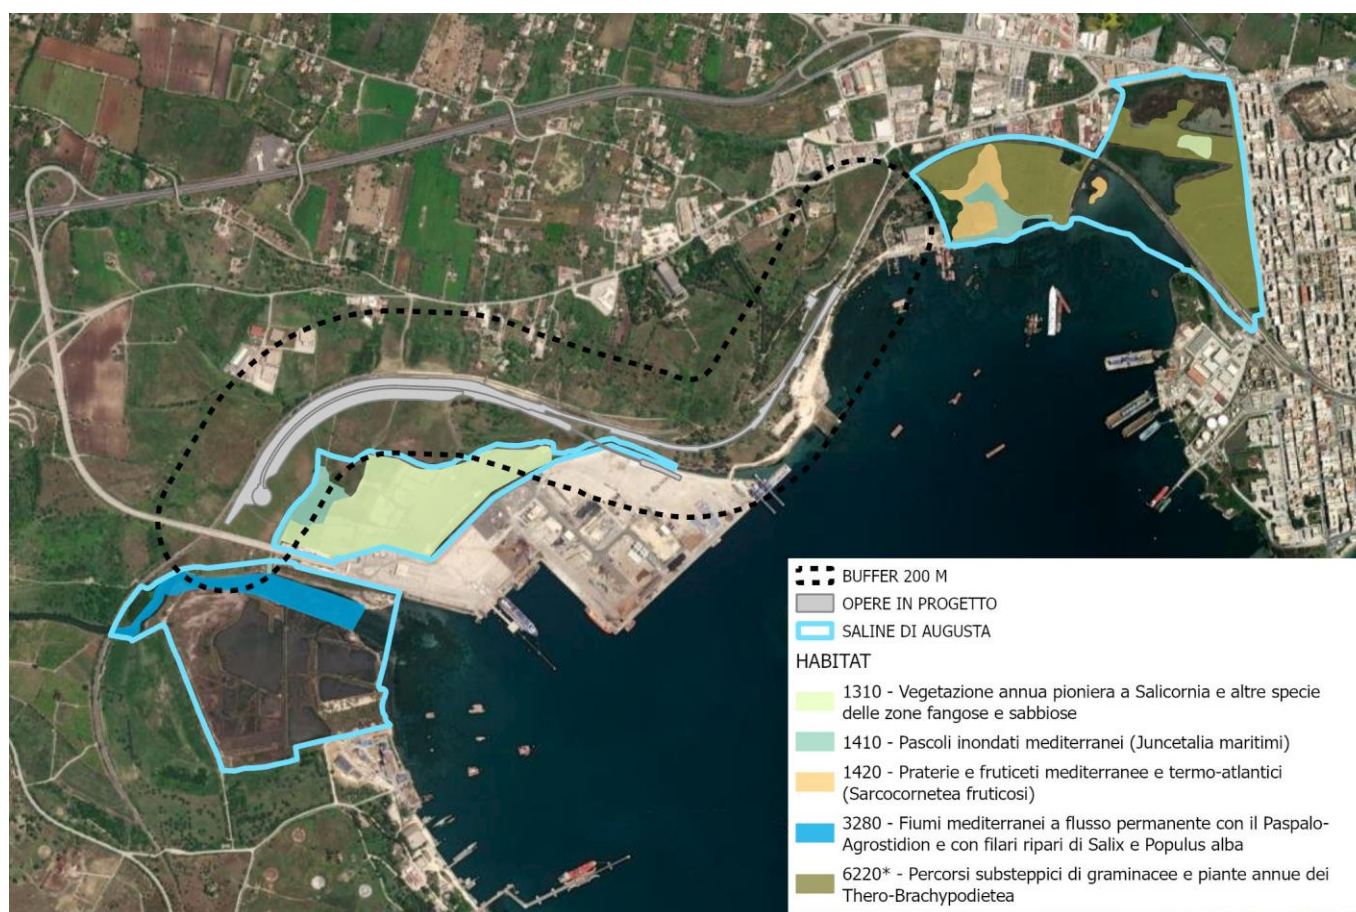 BUFFER 200 M
OPERE IN PROGETTO
SALINE DI AUGUSTA
HABITAT
1310 - Vegetazione annua pioniera a Salicornia e altre specie
delle zone fangose e sabbiose
1410 - Pascoli inondati mediterranei (Juncetalia maritimi)
1420 - Praterie e fruticeti mediterranee e termo-atlantici
(Sarcocornetea fruticosi)
3280 - Fiumi mediterranei a flusso permanente con il Paspalo-
Agrostidion e con filari ripari di Salix e Populus alba
6220* - Percorsi substeppici di graminacee e piante annue dei
Thero-Brachypodietea